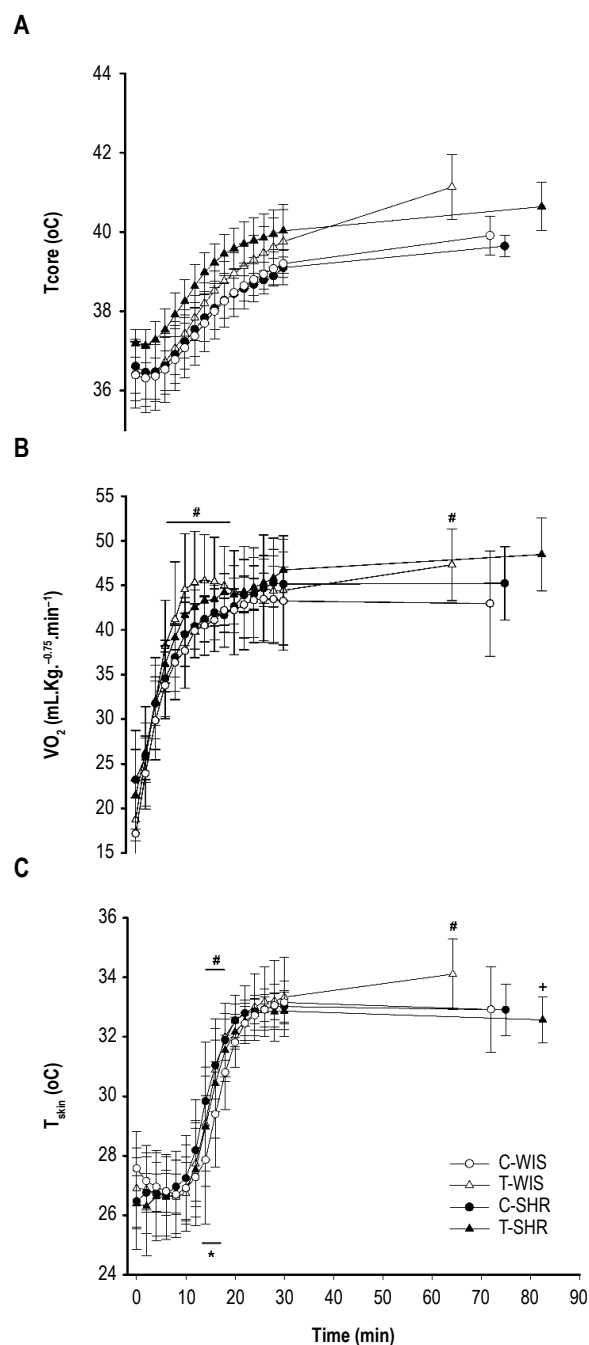 A
44
42
40
38
36
Tcore (oC)
B
55
50
45
40
35
30
25
20
15
VO₂ (mL.Kg.⁻⁰·⁷⁵.min⁻¹)
#
#
C
36
34
32
30
28
26
24
T skin (oC)
#
#
+
*
C-WIS
T-WIS
C-SHR
T-SHR
0 10 20 30 40 50 60 70 80 90
Time (min)